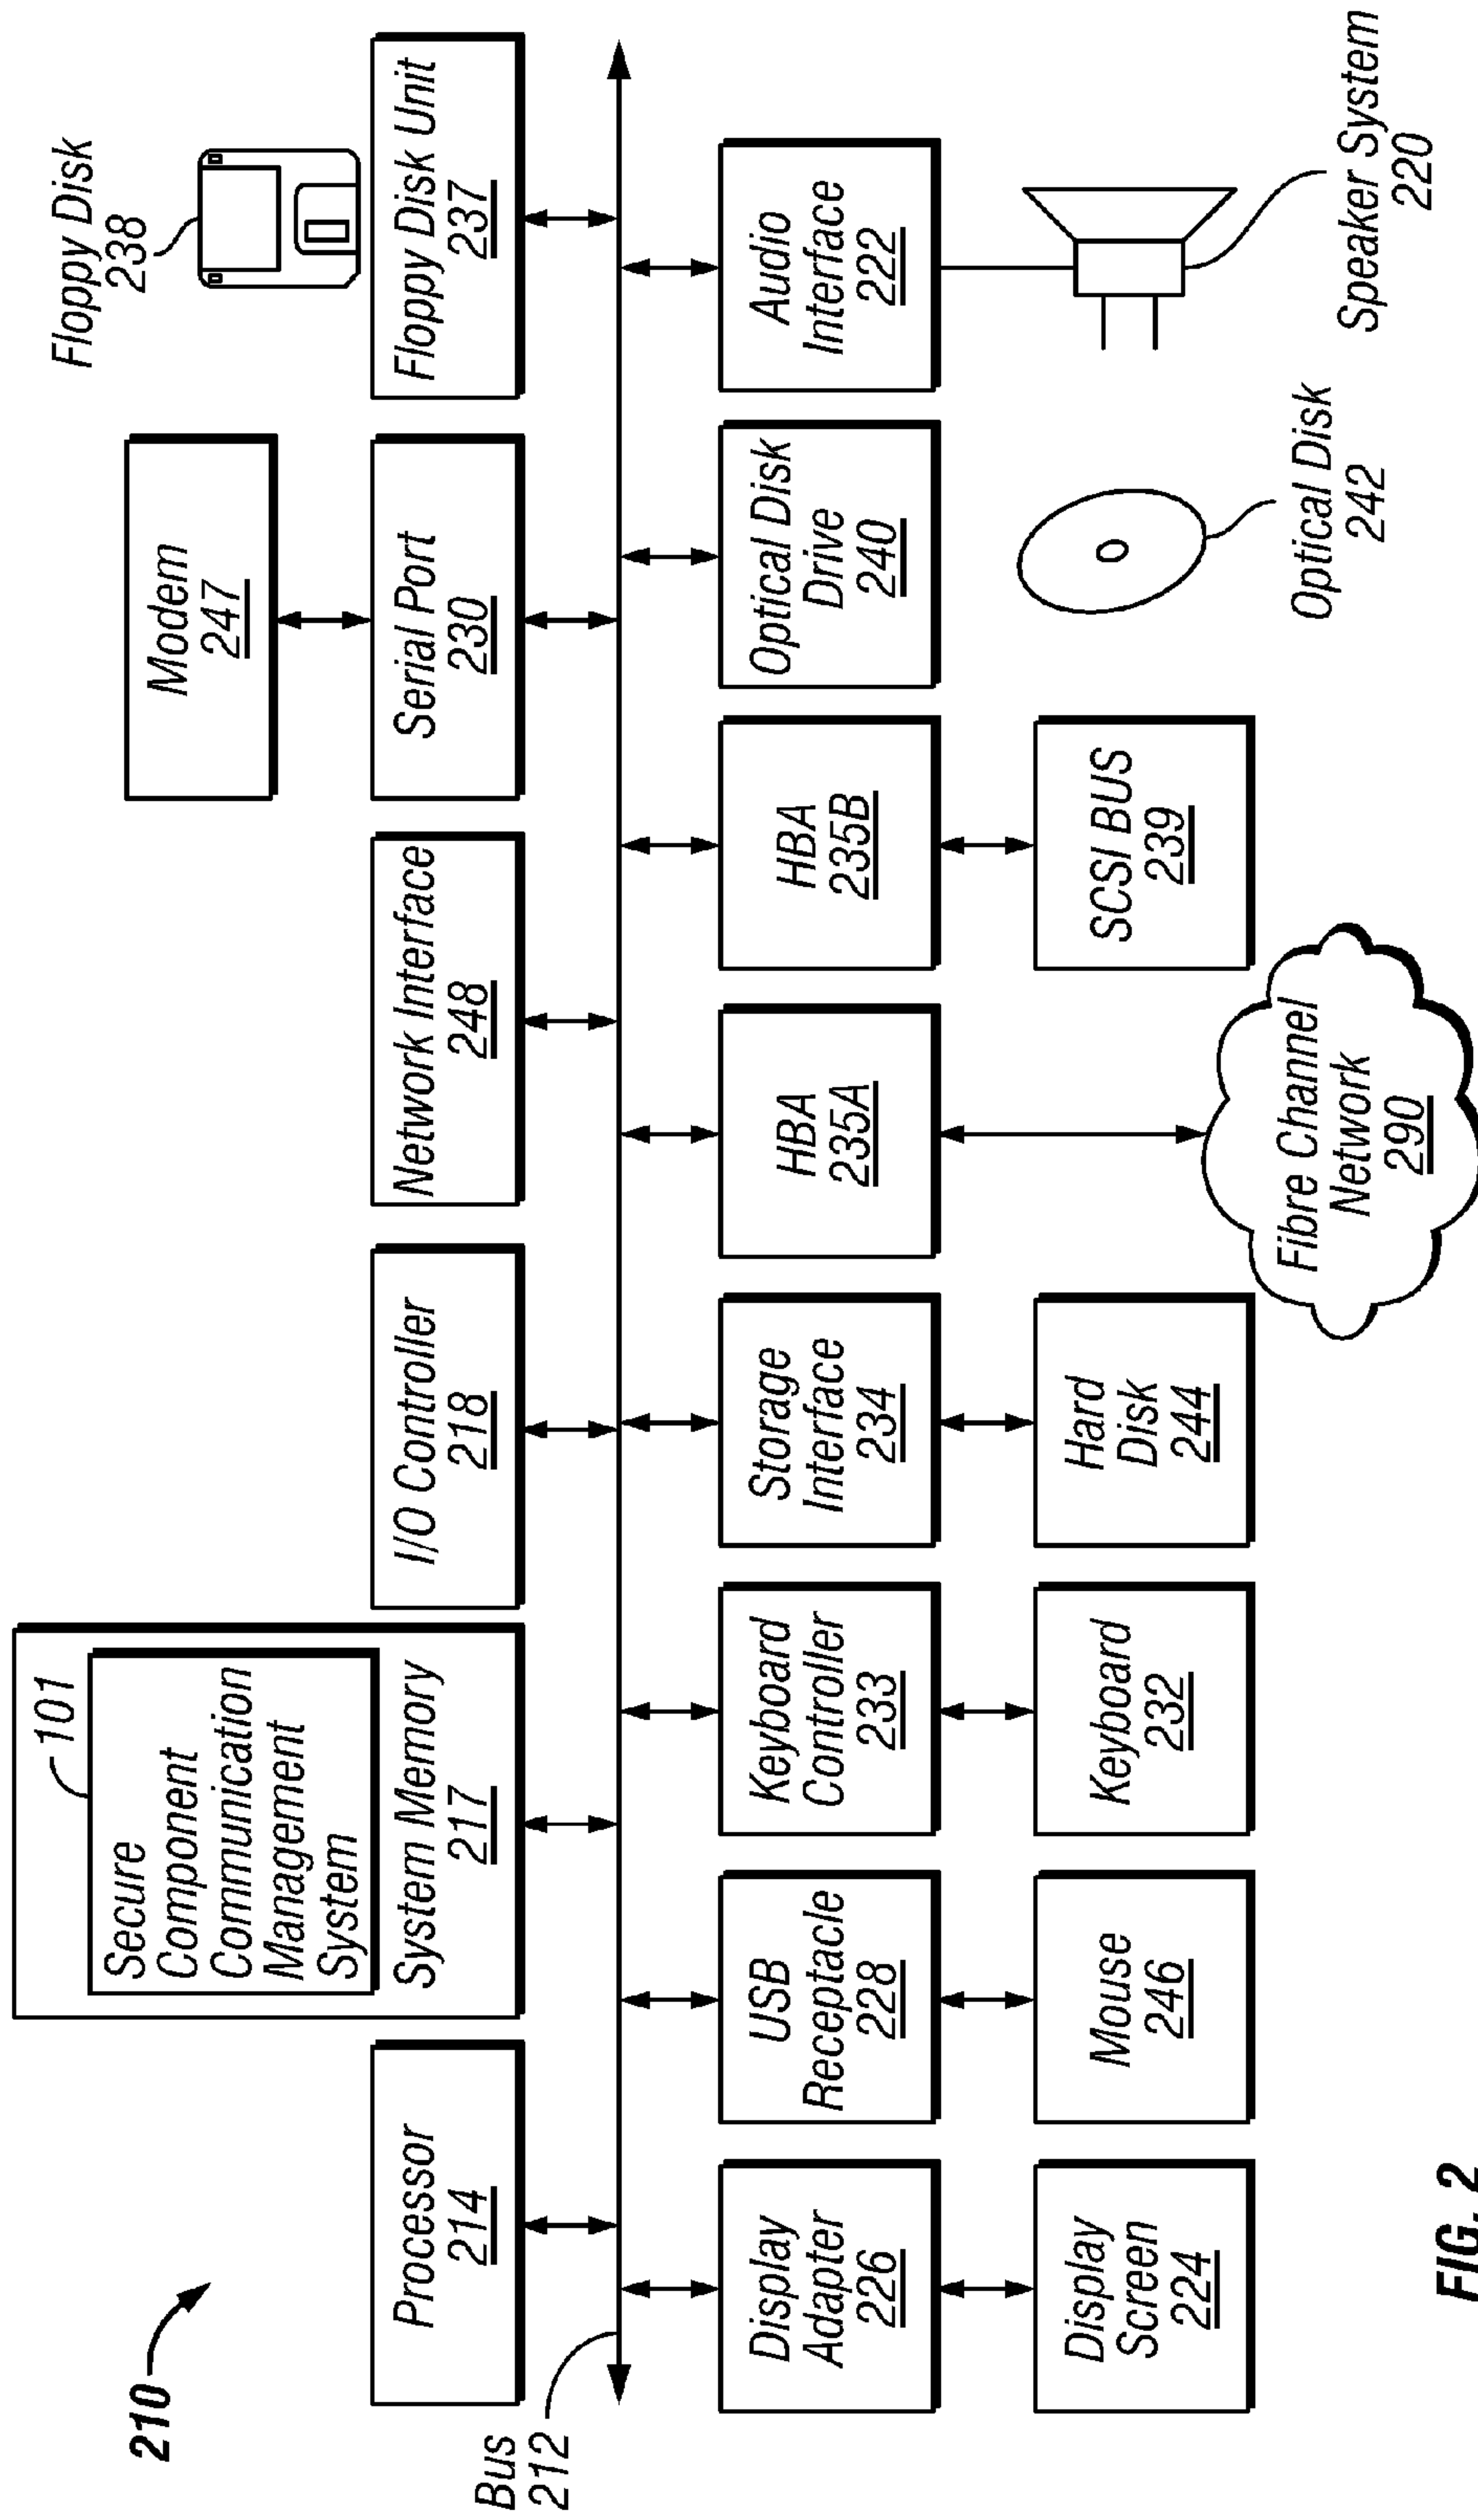 210
Bus
212
Processor
214
101
Secure
Component
Communication
Management
System
System Memory
217
I/O Controller
218
Network Interface
248
Modem
247
Serial Port
230
Floppy Disk
238
Floppy Disk Unit
237
Display
Adapter
226
USB
Receptacle
228
Keyboard
Controller
233
Storage
Interface
234
HBA
235A
HBA
235B
Optical Disk
Drive
240
Audio
Interface
222
Display
Screen
224
Mouse
246
Keyboard
232
Hard
Disk
244
Fibre Channel
Network
290
SCSI BUS
239
Optical Disk
242
Speaker System
220
FIG. 2